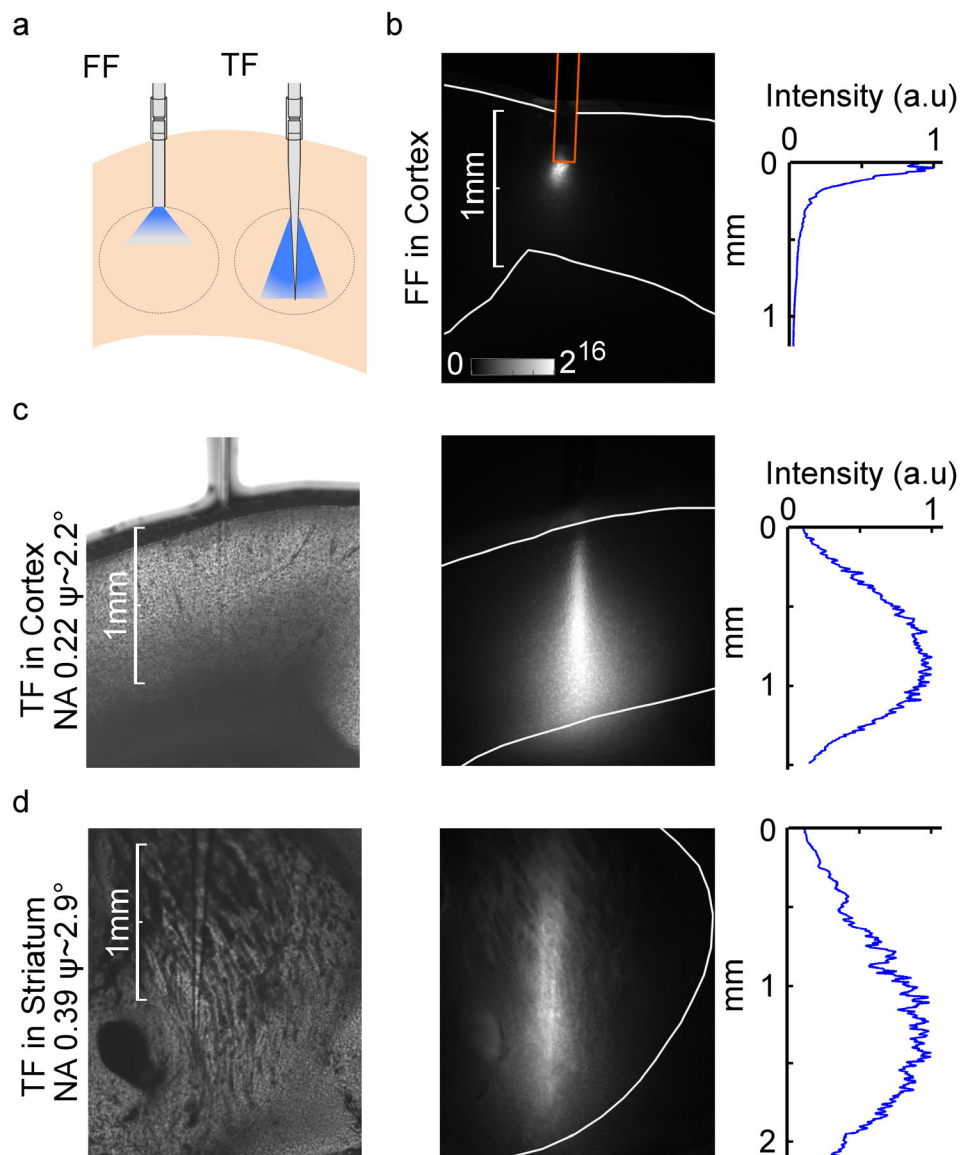 a
FF
TF
b
FF in Cortex
1mm
0
2^16
Intensity (a.u)
0
1
0
mm
1
c
TF in Cortex
NA 0.22 ψ~2.2°
1mm
Intensity (a.u)
0
1
0
mm
1
d
TF in Striatum
NA 0.39 ψ~2.9°
1mm
0
mm
1
2